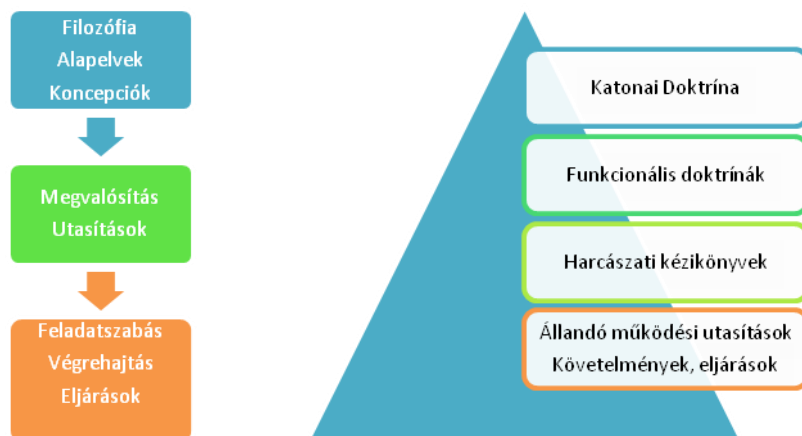 Filozófia
Alapelvek
Koncepciók
Megvalósítás
Utasítások
Feladatszabás
Végrehajtás
Eljárások
Katonai Doktrína
Funkcionális doktrínák
Harcászati kézikönyvek
Állandó működési utasítások
Követelmények, eljárások